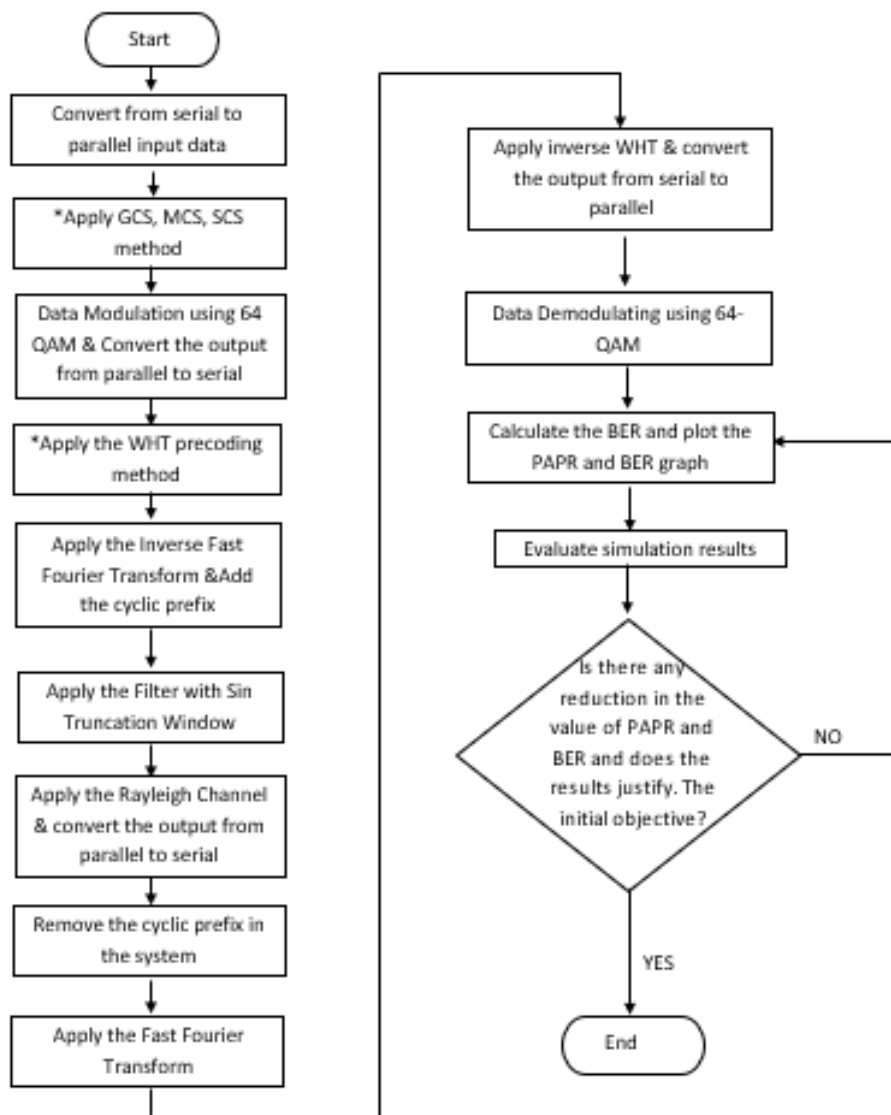 Start
Convert from serial to
parallel input data
*Apply GCS, MCS, SCS
method
Data Modulation using 64
QAM & Convert the output
from parallel to serial
*Apply the WHT precoding
method
Apply the Inverse Fast
Fourier Transform &Add
the cyclic prefix
Apply the Filter with Sin
Truncation Window
Apply the Rayleigh Channel
& convert the output from
parallel to serial
Remove the cyclic prefix in
the system
Apply the Fast Fourier
Transform
Apply inverse WHT & convert
the output from serial to
parallel
Data Demodulating using 64-
QAM
Calculate the BER and plot the
PAPR and BER graph
Evaluate simulation results
Is there any
reduction in the
value of PAPR and
BER and does the
results justify. The
initial objective?
NO
YES
End